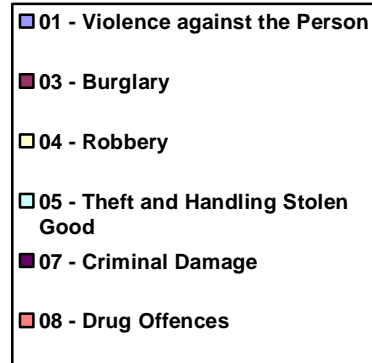 01 - Violence against the Person
03 - Burglary
04 - Robbery
05 - Theft and Handling Stolen
Good
07 - Criminal Damage
08 - Drug Offences